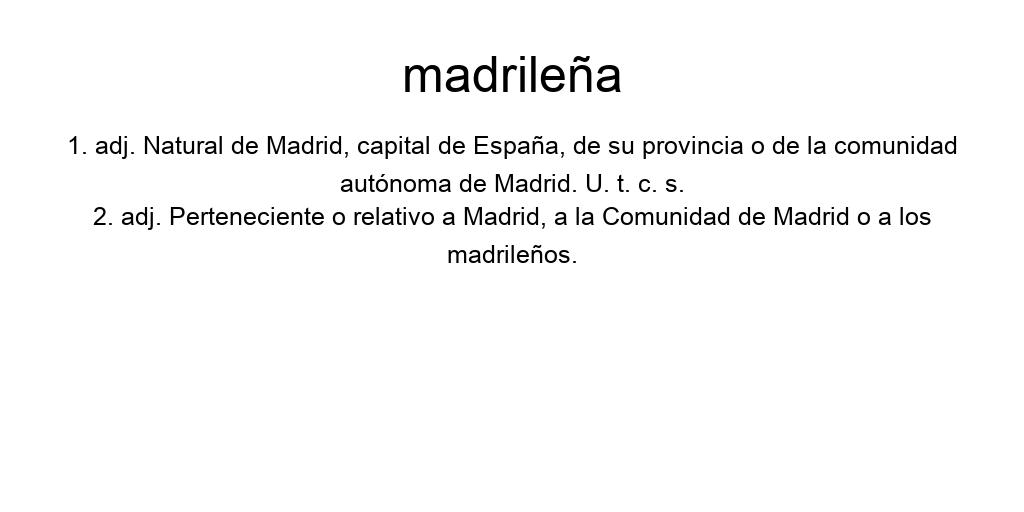 madrileña
1. adj. Natural de Madrid, capital de España, de su provincia o de la comunidad
autónoma de Madrid. U. t. c. s.
2. adj. Perteneciente o relativo a Madrid, a la Comunidad de Madrid o a los
madrileños.